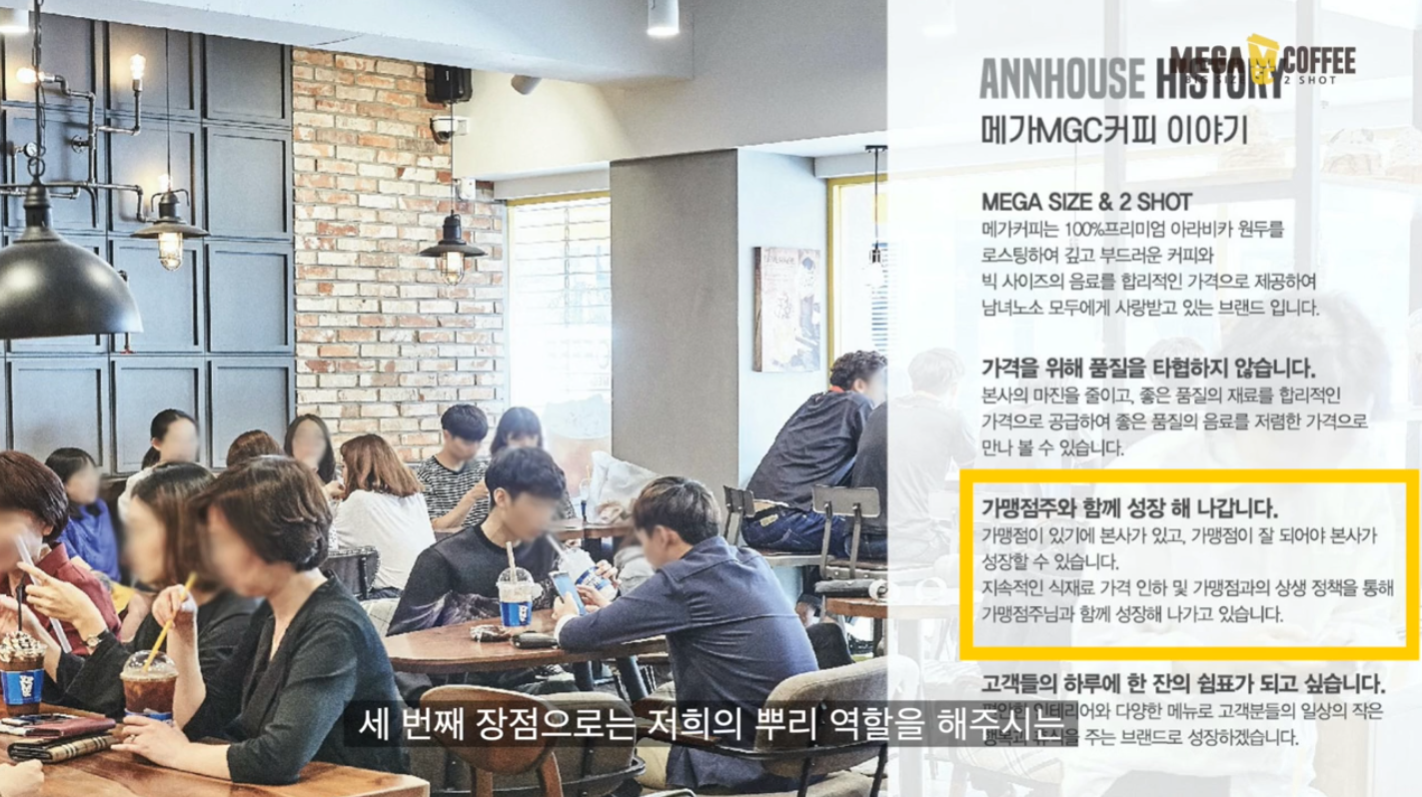 MEGA MGC COFFEE
ANNHOUSE HISTORY
2 SHOT
메가MGC커피 이야기
MEGA SIZE & 2 SHOT
메가커피는 100%프리미엄 아라비카 원두를
로스팅하여 깊고 부드러운 커피와
빅 사이즈의 음료를 합리적인 가격으로 제공하여
남녀노소 모두에게 사랑받고 있는 브랜드 입니다.
가격을 위해 품질을 타협하지 않습니다.
본사의 마진을 줄이고, 좋은 품질의 재료를 합리적인
가격으로 공급하여 좋은 품질의 음료를 저렴한 가격으로
만나 볼 수 있습니다.
가맹점주와 함께 성장 해 나갑니다.
가맹점이 있기에 본사가 있고, 가맹점이 잘 되어야 본사가
성장할 수 있습니다.
지속적인 식재료 가격 인하 및 가맹점과의 상생 정책을 통해
가맹점주님과 함께 성장해 나가고 있습니다.
고객들의 하루에 한 잔의 쉼표가 되고 싶습니다.
편안한 인테리어와 다양한 메뉴로 고객분들의 일상의 작은
행복과 휴식을 주는 브랜드로 성장하겠습니다.
세 번째 장점으로는 저희의 뿌리 역할을 해주시는